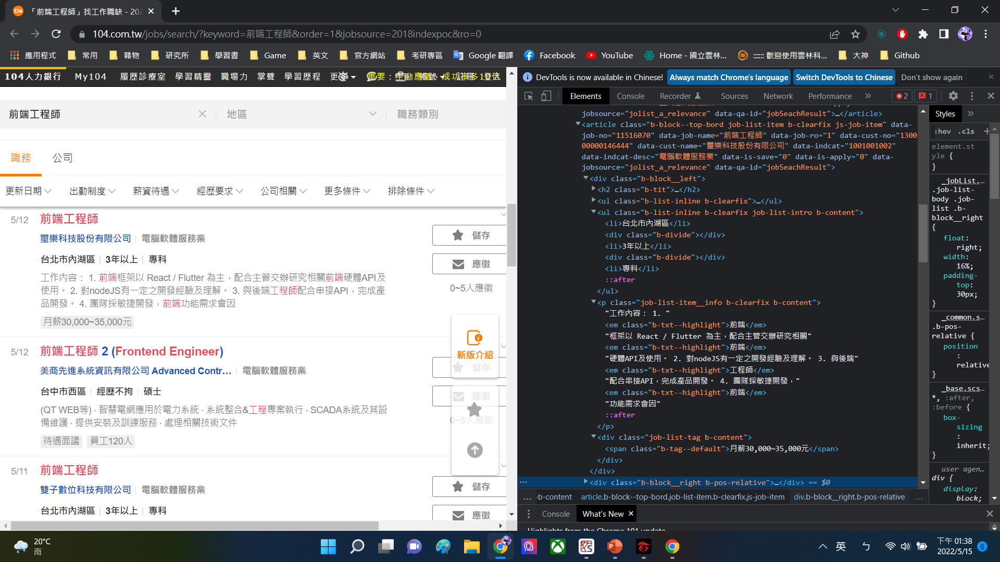 「前端工程師」找工作職缺 - 202
104.com.tw/jobs/search/?keyword=前端工程師&order=1&jobsource=2018indexpoc&ro=0
應用程式 常用 雜物 研究所 學習書 Game 英文 官方網站 考研專區 Google 翻譯 Facebook YouTube Home - 國立雲林... :::::: 歡迎使用雲林科... 大神 Github
104人力銀行 My104 履歷診療室 學習精靈 職場力 掌聲 學習歷程
前端工程師 地區 職務類別
職務 公司
更新日期 出勤制度 薪資待遇 經歷要求 公司相關 更多條件 排除條件
5/12 前端工程師
儲存
璽樂科技股份有限公司 電腦軟體服務業
台北市內湖區 3年以上 專科
應徵
工作內容： 1. 前端框架以 React / Flutter 為主，配合主管交辦研究相關前端硬體API及
使用。 2. 對nodeJS有一定之開發經驗及理解。 3. 與後端工程師配合串接API，完成產
品開發。 4. 團隊採敏捷開發，前端功能需求會因
0~5人應徵
月薪30,000~35,000元
新版介紹
5/12 前端工程師 2 (Frontend Engineer)
儲存
美商先進系統資訊有限公司 Advanced Contr... 電腦軟體服務業
台中市西區 經歷不拘 碩士
應徵
(QT WEB等) · 智慧電網應用於電力系統 · 系統整合&工程專案執行 · SCADA系統及其設
備維護 · 提供安裝及訓練服務 · 處理相關技術文件
0~5人應徵
待遇面議 員工120人
5/11 前端工程師
儲存
雙子數位科技有限公司 電腦軟體服務業
台北市內湖區 3年以上 專科
應徵
DevTools is now available in Chinese! Always match Chrome's language Switch DevTools to Chinese Don't show again
Elements Console Recorder Sources Network Performance 2 1
jobsource="jolist_a_relevance" data-qa-id="jobSeachResult">…</article>
<article class="b-block--top-bord job-list-item b-clearfix js-job-item" data-
job-no="11516070" data-job-name="前端工程師" data-job-ro="1" data-cust-no="1300
00000146444" data-cust-name="璽樂科技股份有限公司" data-indcat="1001001002"
data-indcat-desc="電腦軟體服務業" data-is-save="0" data-is-apply="0" data-
jobsource="jolist_a_relevance" data-qa-id="jobSeachResult">
<div class="b-block__left">
<h2 class="b-tit">…</h2>
<ul class="b-list-inline b-clearfix">…</ul>
<ul class="b-list-inline b-clearfix job-list-intro b-content">
<li>台北市內湖區</li>
<div class="b-divide"></div>
<li>3年以上</li>
<div class="b-divide"></div>
<li>專科</li>
::after
</ul>
<p class="job-list-item__info b-clearfix b-content">
"工作內容： 1. "
<em class="b-txt--highlight">前端</em>
"框架以 React / Flutter 為主，配合主管交辦研究相關"
<em class="b-txt--highlight">前端</em>
"硬體API及使用。 2. 對nodeJS有一定之開發經驗及理解。 3. 與後端"
<em class="b-txt--highlight">工程師</em>
"配合串接API，完成產品開發。 4. 團隊採敏捷開發，"
<em class="b-txt--highlight">前端</em>
"功能需求會因"
::after
</p>
<div class="job-list-tag b-content">
<span class="b-tag--default">月薪30,000~35,000元</span>
</div>
</div>
<div class="b-block__right b-pos-relative">…</div> == $0
... b-content article.b-block--top-bord.job-list-item.b-clearfix.js-job-item div.b-block__right.b-pos-relative ...
Console What's New
Highlights from the Chrome 101 update
Styles
:hov .cls +
element.st
yle {
}
_jobList.…
.job-list-
body .job-
list .b-
block__right
{
float:
right;
width:
16%;
padding-
top:
30px;
}
_common.s…
.b-pos-
relative {
position
:
relative
}
_base.scs…
*, :after,
:before {
box-
sizing
:
inherit;
}
user agen…
div {
display:
block;
20°C
雨
英 ㄅ
下午 01:38
2022/5/15 8